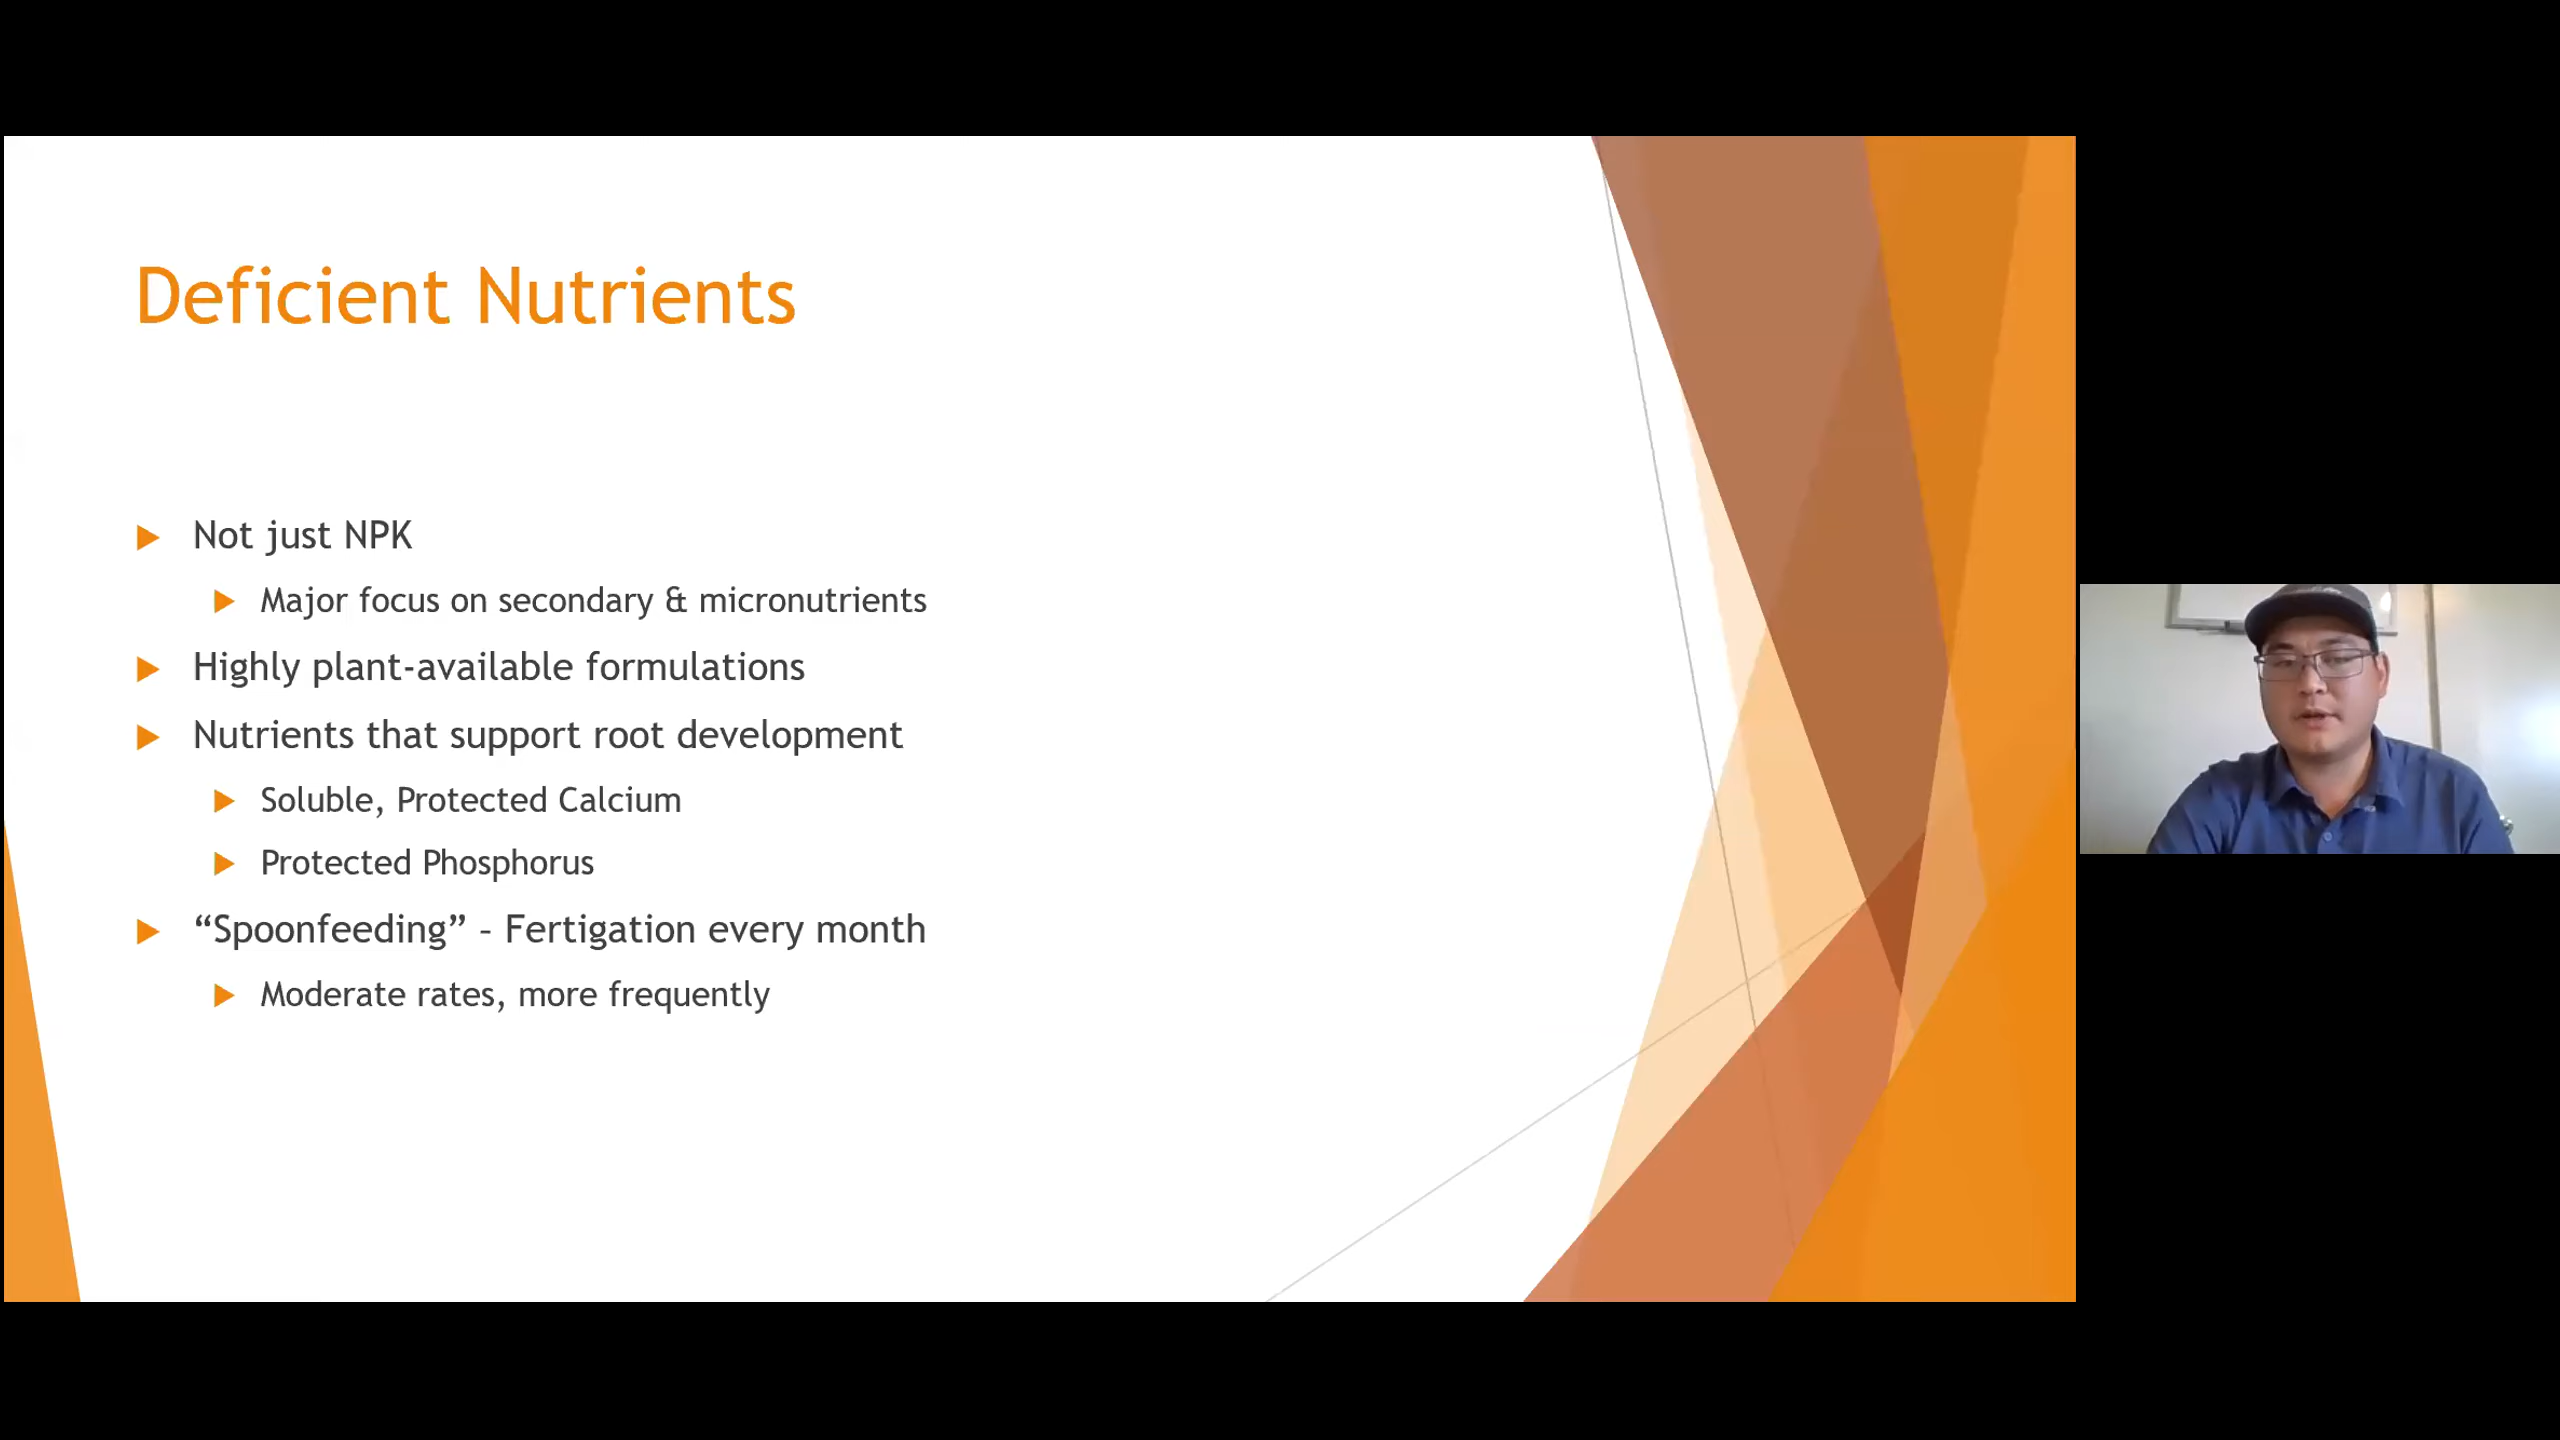 Deficient Nutrients
Not just NPK
Major focus on secondary & micronutrients
Highly plant-available formulations
Nutrients that support root development
Soluble, Protected Calcium
Protected Phosphorus
“Spoonfeeding” – Fertigation every month
Moderate rates, more frequently